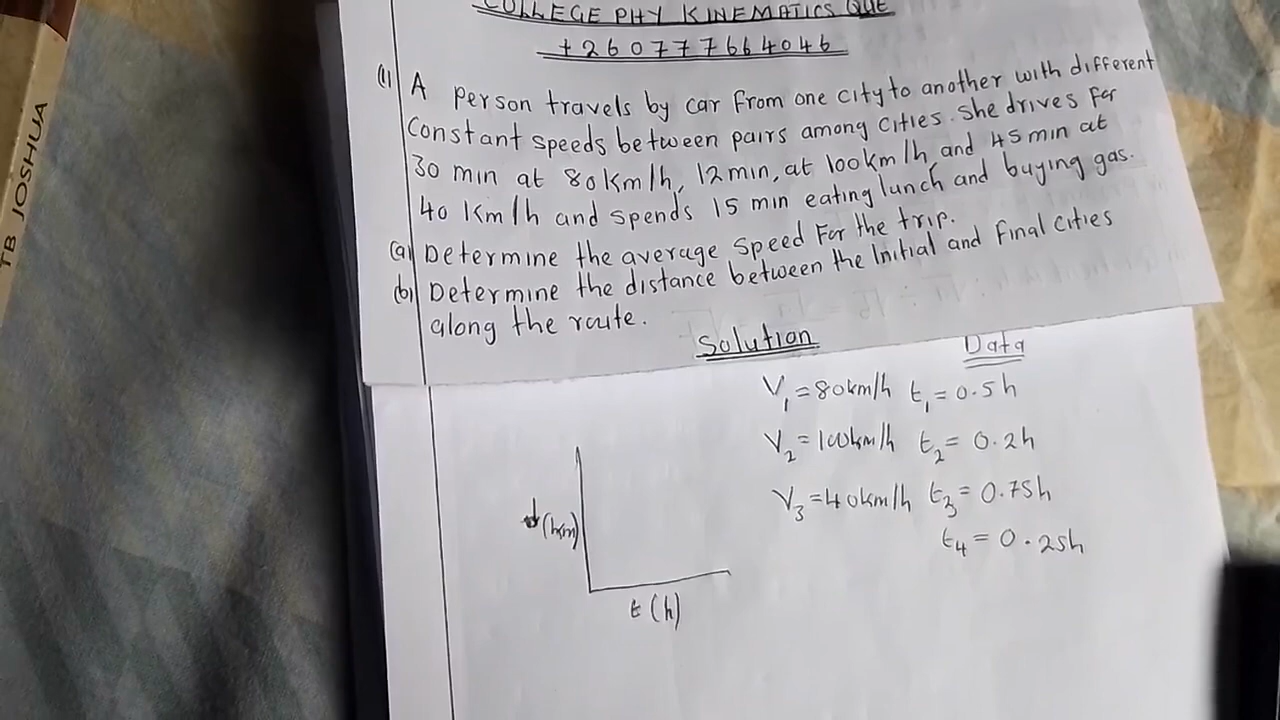 TB JOSHUA
COLLEGE PHY KINEMATICS QUE
+260777664046
(1) A person travels by car from one city to another with different
constant speeds between pairs among cities. She drives for
30 min at 80km/h, 12min, at 100km/h, and 45min at
40 km/h and spends 15 min eating lunch and buying gas.
(a) Determine the average speed for the trip.
(b) Determine the distance between the Initial and final cities
along the route.
Solution
Data
V1=80km/h t1=0.5h
V2=100km/h t2=0.2h
V3=40km/h t3=0.75h
t4=0.25h
d(km)
t(h)